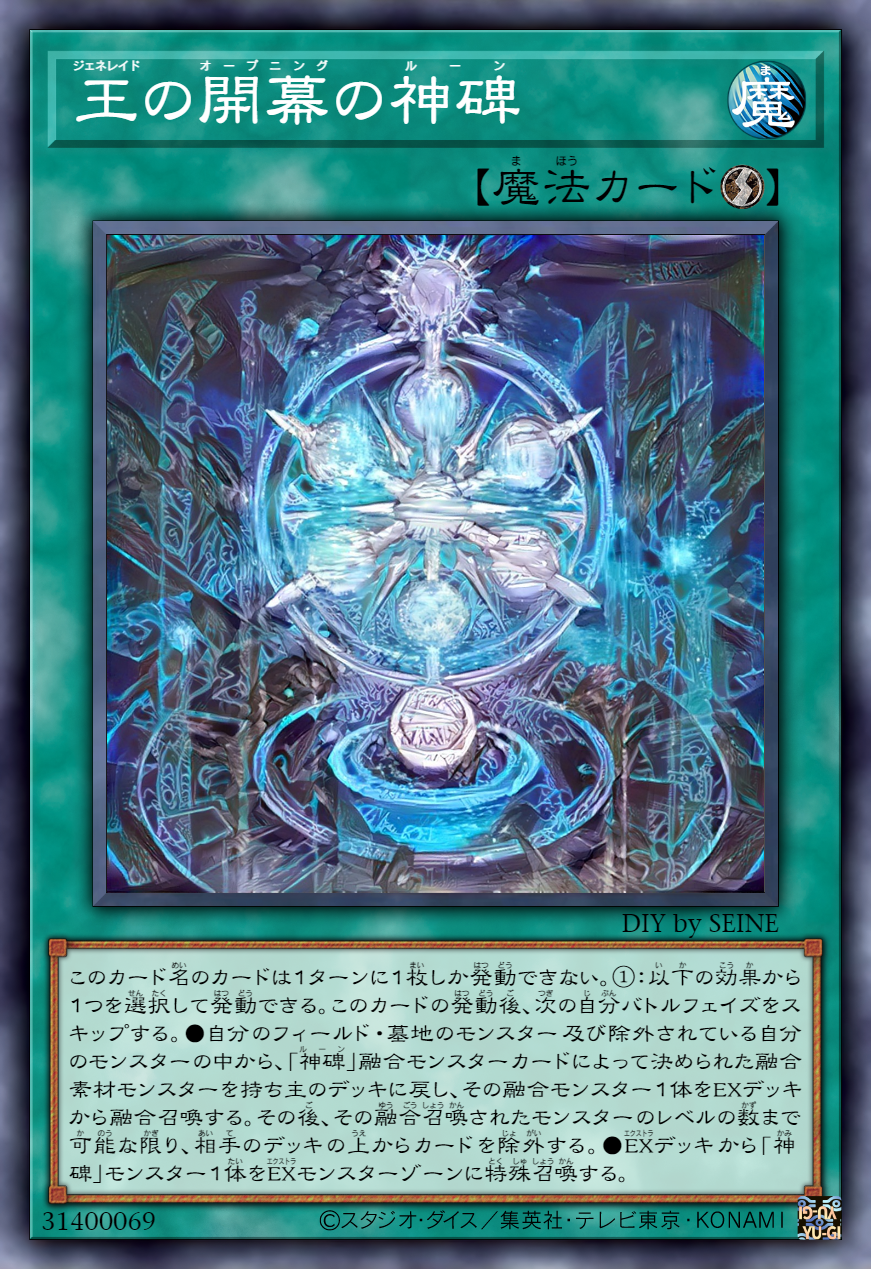 王の開幕の神碑
ジェネレイド オープニング ルーン
魔
ま
【魔法カード】
ま ほう
DIY by SEINE
このカード名のカードは1ターンに1枚しか発動できない。①：以下の効果から
1つを選択して発動できる。このカードの発動後、次の自分バトルフェイズをス
キップする。●自分のフィールド・墓地のモンスター及び除外されている自分
のモンスターの中から、「神碑」融合モンスターカードによって決められた融合
素材モンスターを持ち主のデッキに戻し、その融合モンスター1体をEXデッキ
から融合召喚する。その後、その融合召喚されたモンスターのレベルの数まで
可能な限り、相手のデッキの上からカードを除外する。●EXデッキから「神
碑」モンスター1体をEXモンスターゾーンに特殊召喚する。
31400069
©スタジオ・ダイス／集英社・テレビ東京・KONAMI
YU-GI